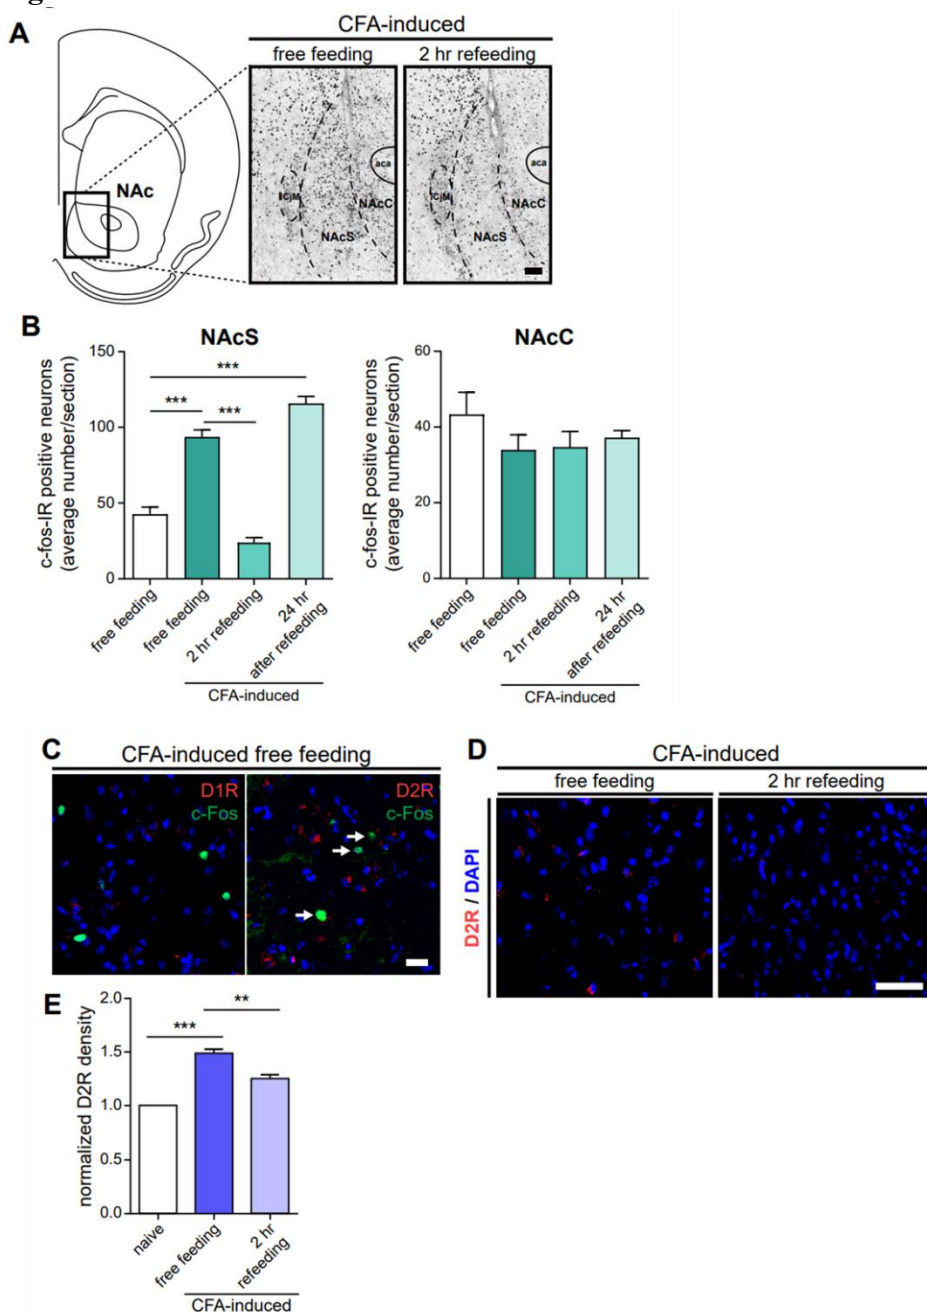 A
CFA-induced
free feeding
2 hr refeeding
NAc
ICjM
aca
NAcC
NAcS
ICjM
aca
NAcC
NAcS
B
NAcS
c-fos-IR positive neurons
(average number/section)
150
100
50
0
***
***
***
free feeding
free feeding
2 hr refeeding
24 hr
after refeeding
CFA-induced
NAcC
c-fos-IR positive neurons
(average number/section)
60
40
20
0
free feeding
free feeding
2 hr refeeding
24 hr
after refeeding
CFA-induced
C
CFA-induced free feeding
D1R
c-Fos
D2R
c-Fos
D
CFA-induced
free feeding
2 hr refeeding
D2R / DAPI
E
normalized D2R density
2.0
1.5
1.0
0.5
0.0
***
**
naive
free feeding
2 hr
refeeding
CFA-induced